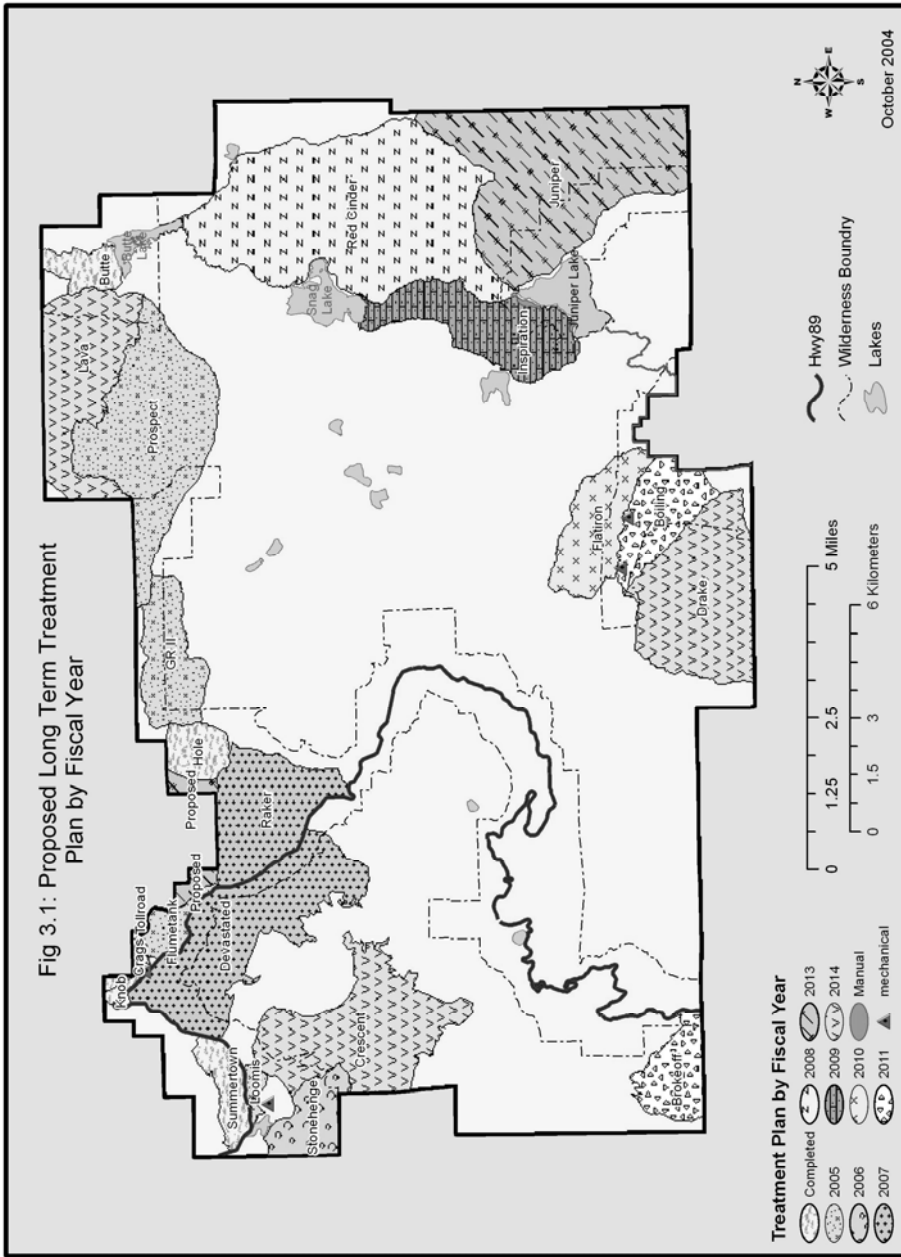 Fig 3.1: Proposed Long Term Treatment
Plan by Fiscal Year
Knob
Crags Tollroad
Flumetank
Proposed
Devastated
Summertown
Loomis
Stonehenge
Crescent
Brokeoff
Proposed
Hole
Raker
GR II
Prospect
Lava
Butte
Butte
Lake
Snag
Lake
Red Cinder
Inspiration
Juniper
Juniper Lake
Flatiron
Boiling
Drake
N
W E
S
October 2004
Hwy89
Wilderness Boundry
Lakes
0 1.25 2.5 5 Miles
0 1.5 3 6 Kilometers
Treatment Plan by Fiscal Year
Completed 2008 2013
2005 2009 2014
2006 2010 Manual
2007 2011 mechanical